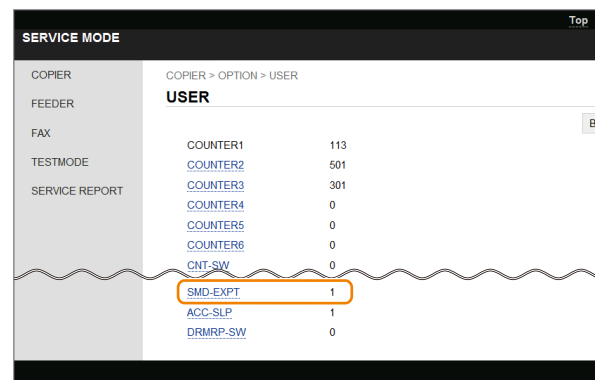 Top
SERVICE MODE
COPIER
FEEDER
FAX
TESTMODE
SERVICE REPORT
COPIER > OPTION > USER
USER
B
COUNTER1 113
COUNTER2 501
COUNTER3 301
COUNTER4 0
COUNTER5 0
COUNTER6 0
CNT-SW 0
SMD-EXPT 1
ACC-SLP 1
DRMRP-SW 0